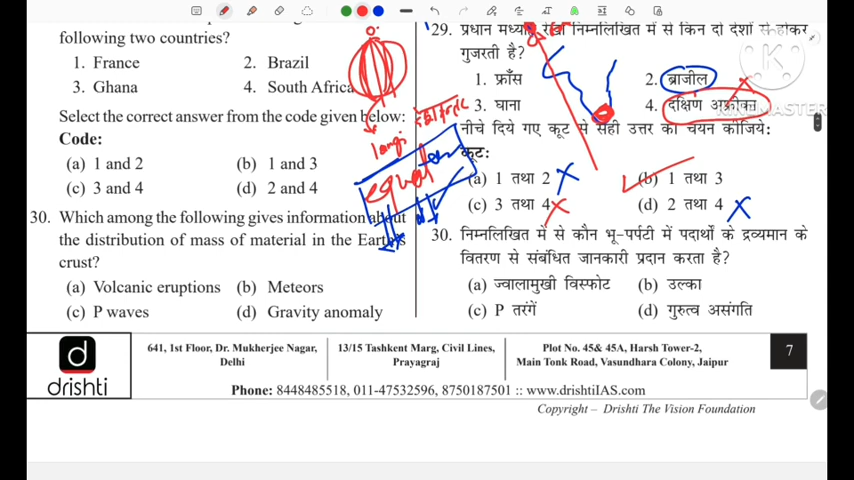 following two countries?
1. France 2. Brazil
3. Ghana 4. South Africa
Select the correct answer from the code given below:
Code:
(a) 1 and 2 (b) 1 and 3
(c) 3 and 4 (d) 2 and 4
30. Which among the following gives information about
the distribution of mass of material in the Earth's
crust?
(a) Volcanic eruptions (b) Meteors
(c) P waves (d) Gravity anomaly
29. प्रधान मध्याह्न रेखा निम्नलिखित में से किन दो देशों से होकर
गुजरती है?
1. फ्राँस 2. ब्राजील
3. घाना 4. दक्षिण अफ्रीका
नीचे दिये गए कूट से सही उत्तर का चयन कीजिये:
कूट:
(a) 1 तथा 2 (b) 1 तथा 3
(c) 3 तथा 4 (d) 2 तथा 4
30. निम्नलिखित में से कौन भू-पर्पटी में पदार्थों के द्रव्यमान के
वितरण से संबंधित जानकारी प्रदान करता है?
(a) ज्वालामुखी विस्फोट (b) उल्का
(c) P तरंगें (d) गुरुत्व असंगति
0°
longi
equator
K
KINEMASTER
d
drishti
641, 1st Floor, Dr. Mukherjee Nagar,
Delhi
13/15 Tashkent Marg, Civil Lines,
Prayagraj
Plot No. 45& 45A, Harsh Tower-2,
Main Tonk Road, Vasundhara Colony, Jaipur
7
Phone: 8448485518, 011-47532596, 8750187501 :: www.drishtiIAS.com
Copyright – Drishti The Vision Foundation